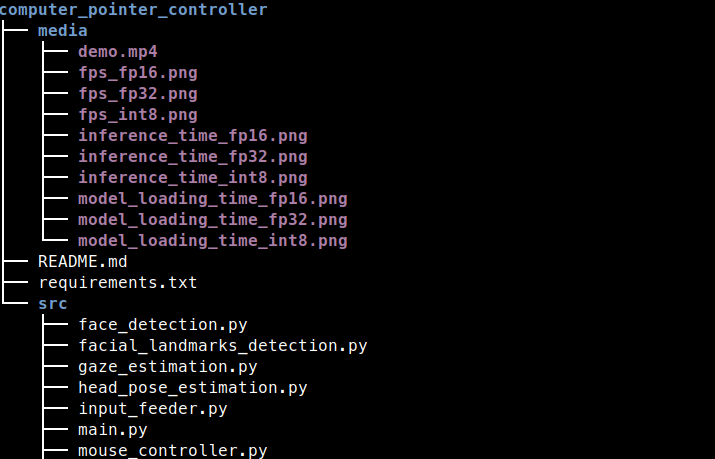 computer_pointer_controller
├── media
│   ├── demo.mp4
│   ├── fps_fp16.png
│   ├── fps_fp32.png
│   ├── fps_int8.png
│   ├── inference_time_fp16.png
│   ├── inference_time_fp32.png
│   ├── inference_time_int8.png
│   ├── model_loading_time_fp16.png
│   ├── model_loading_time_fp32.png
│   └── model_loading_time_int8.png
├── README.md
├── requirements.txt
└── src
    ├── face_detection.py
    ├── facial_landmarks_detection.py
    ├── gaze_estimation.py
    ├── head_pose_estimation.py
    ├── input_feeder.py
    ├── main.py
    ├── mouse_controller.py